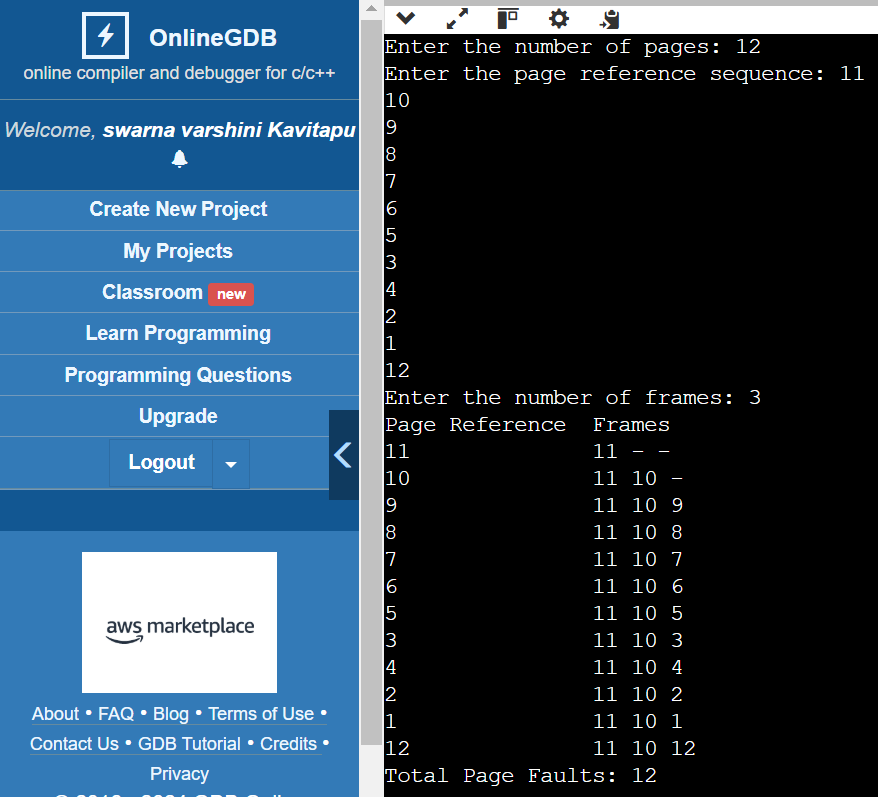 OnlineGDB
online compiler and debugger for c/c++
Welcome, swarna varshini Kavitapu
Create New Project
My Projects
Classroom new
Learn Programming
Programming Questions
Upgrade
Logout
aws marketplace
About • FAQ • Blog • Terms of Use •
Contact Us • GDB Tutorial • Credits •
Privacy
Enter the number of pages: 12
Enter the page reference sequence: 11
10
9
8
7
6
5
3
4
2
1
12
Enter the number of frames: 3
Page Reference  Frames
11 11 - -
10 11 10 -
9 11 10 9
8 11 10 8
7 11 10 7
6 11 10 6
5 11 10 5
3 11 10 3
4 11 10 4
2 11 10 2
1 11 10 1
12 11 10 12
Total Page Faults: 12